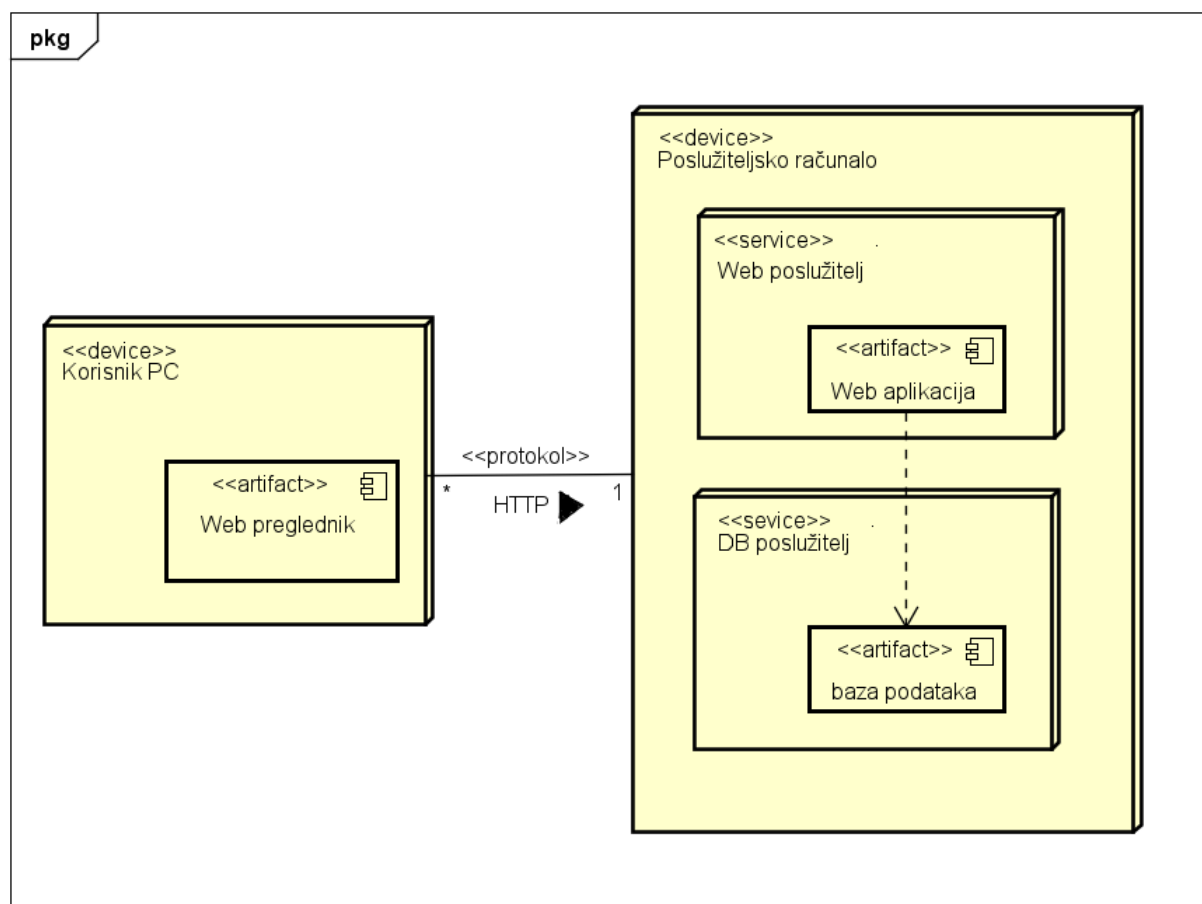 pkg
<<device>>
Korisnik PC
<<artifact>>
Web preglednik
<<protokol>>
*
HTTP
1
<<device>>
Poslužiteljsko računalo
<<service>>
Web poslužitelj
<<artifact>>
Web aplikacija
<<sevice>>
DB poslužitelj
<<artifact>>
baza podataka